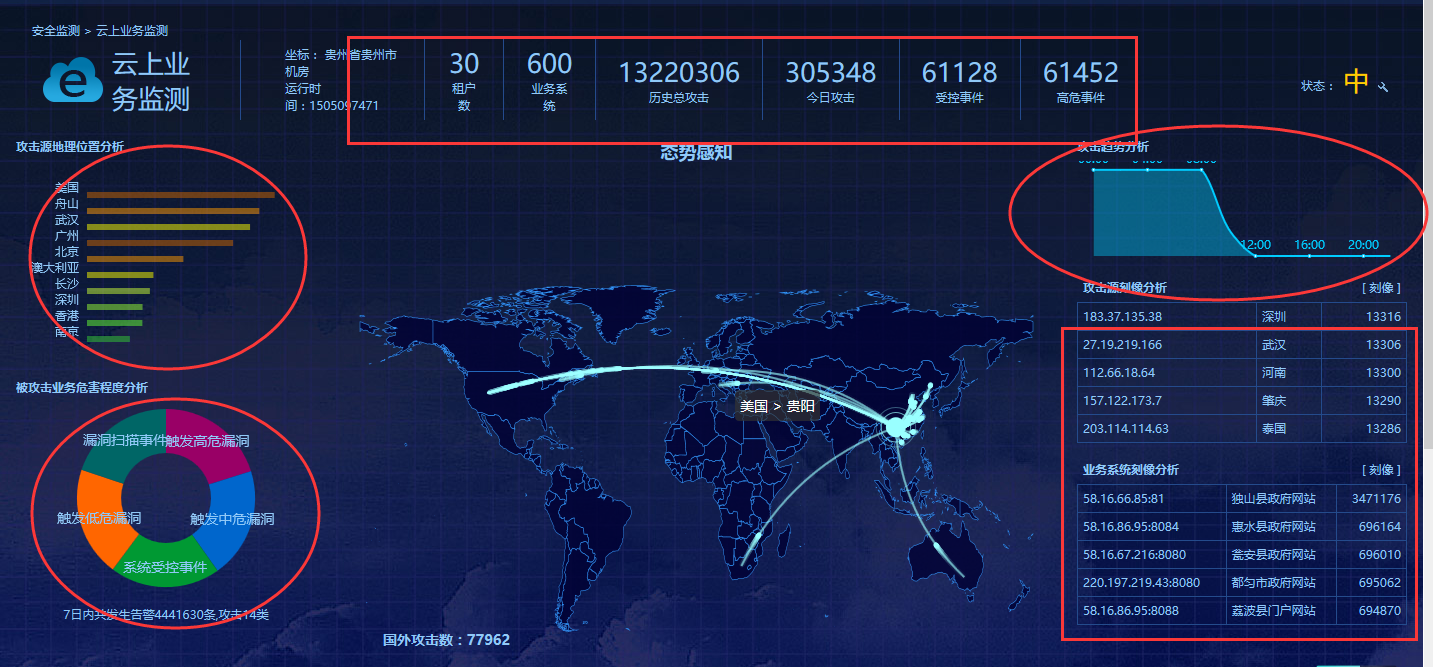 安全监测 > 云上业务监测
云上业
务监测
坐标： 贵州省贵州市
机房
运行时
间：1505097471
30
租户
数
600
业务系
统
13220306
历史总攻击
305348
今日攻击
61128
受控事件
61452
高危事件
状态： 中
攻击源地理位置分析
美国
舟山
武汉
广州
北京
澳大利亚
长沙
深圳
香港
南京
被攻击业务危害程度分析
漏洞扫描事件
触发高危漏洞
触发低危漏洞
触发中危漏洞
系统受控事件
7日内共发生告警4441630条,攻击14类
态势感知
美国 > 贵阳
国外攻击数：77962
攻击趋势分析
12:00 16:00 20:00
攻击源刻像分析 [ 刻像 ]
183.37.135.38 深圳 13316
27.19.219.166 武汉 13306
112.66.18.64 河南 13300
157.122.173.7 肇庆 13290
203.114.114.63 泰国 13286
业务系统刻像分析 [ 刻像 ]
58.16.66.85:81 独山县政府网站 3471176
58.16.86.95:8084 惠水县政府网站 696164
58.16.67.216:8080 瓮安县政府网站 696010
220.197.219.43:8080 都匀市政府网站 695062
58.16.86.95:8088 荔波县门户网站 694870